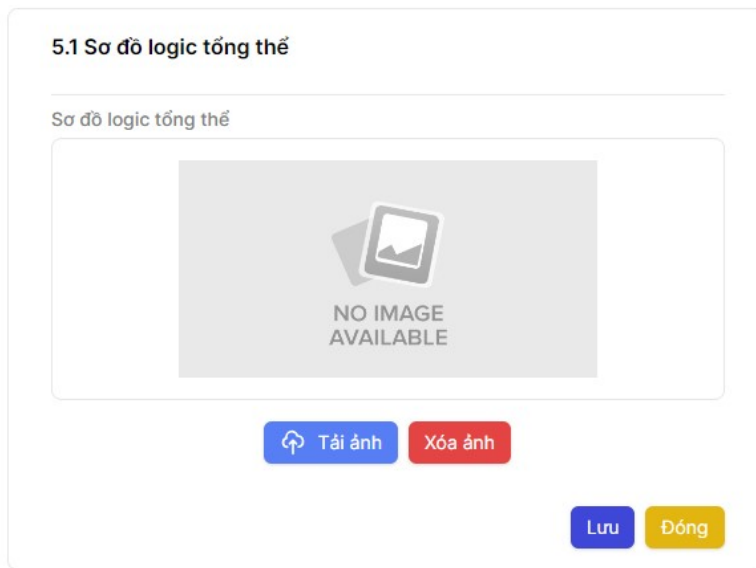 5.1 Sơ đồ logic tổng thể
Sơ đồ logic tổng thể
NO IMAGE
AVAILABLE
Tải ảnh
Xóa ảnh
Lưu
Đóng